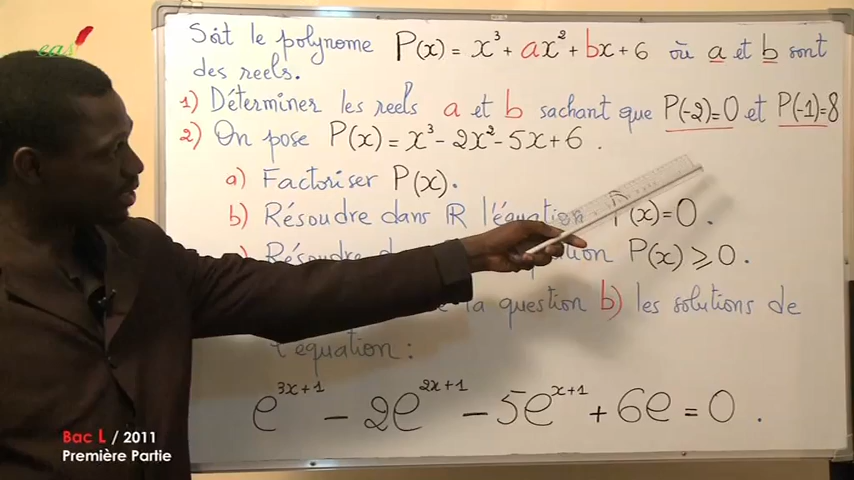 eas
Soit le polynome P(x) = x³ + ax² + bx + 6 où a et b sont
des reels.
1) Déterminer les reels a et b sachant que P(-2)=0 et P(-1)=8
2) On pose P(x) = x³ - 2x² - 5x + 6 .
a) Factoriser P(x).
b) Résoudre dans ℝ l'équation P(x) = 0 .
) Résoudre P(x) ⩾ 0 .
la question b) les solutions de
l'équation :
e^{3x+1} - 2e^{2x+1} - 5e^{x+1} + 6e = 0 .
Bac L / 2011
Première Partie